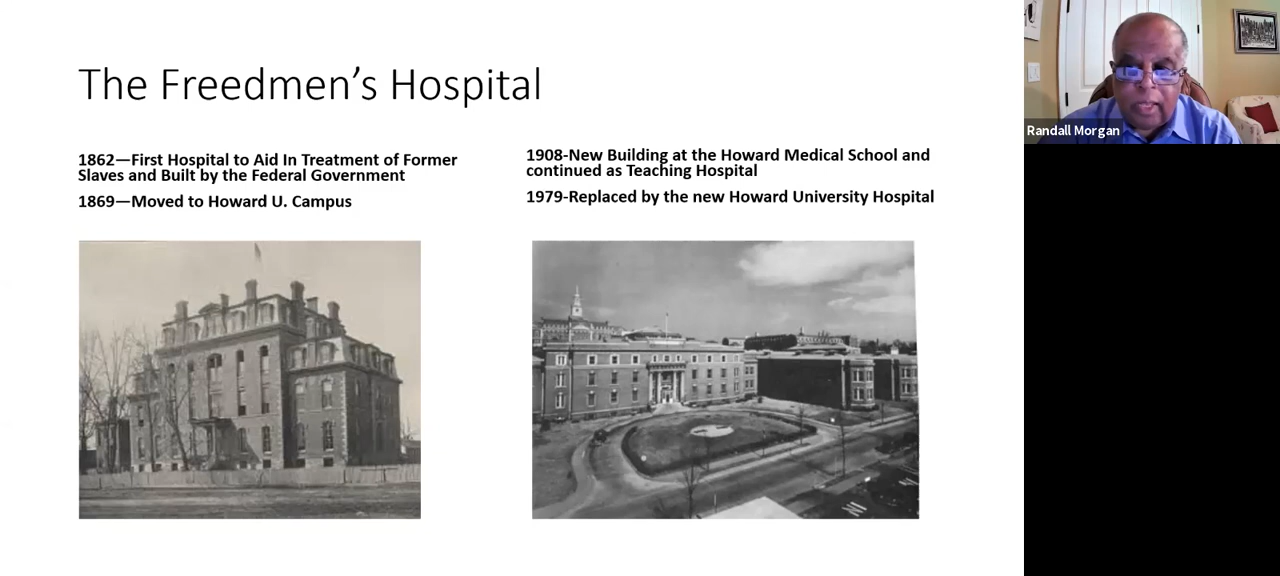 The Freedmen’s Hospital
1862—First Hospital to Aid In Treatment of Former
Slaves and Built by the Federal Government
1869—Moved to Howard U. Campus
1908-New Building at the Howard Medical School and
continued as Teaching Hospital
1979-Replaced by the new Howard University Hospital
Randall Morgan